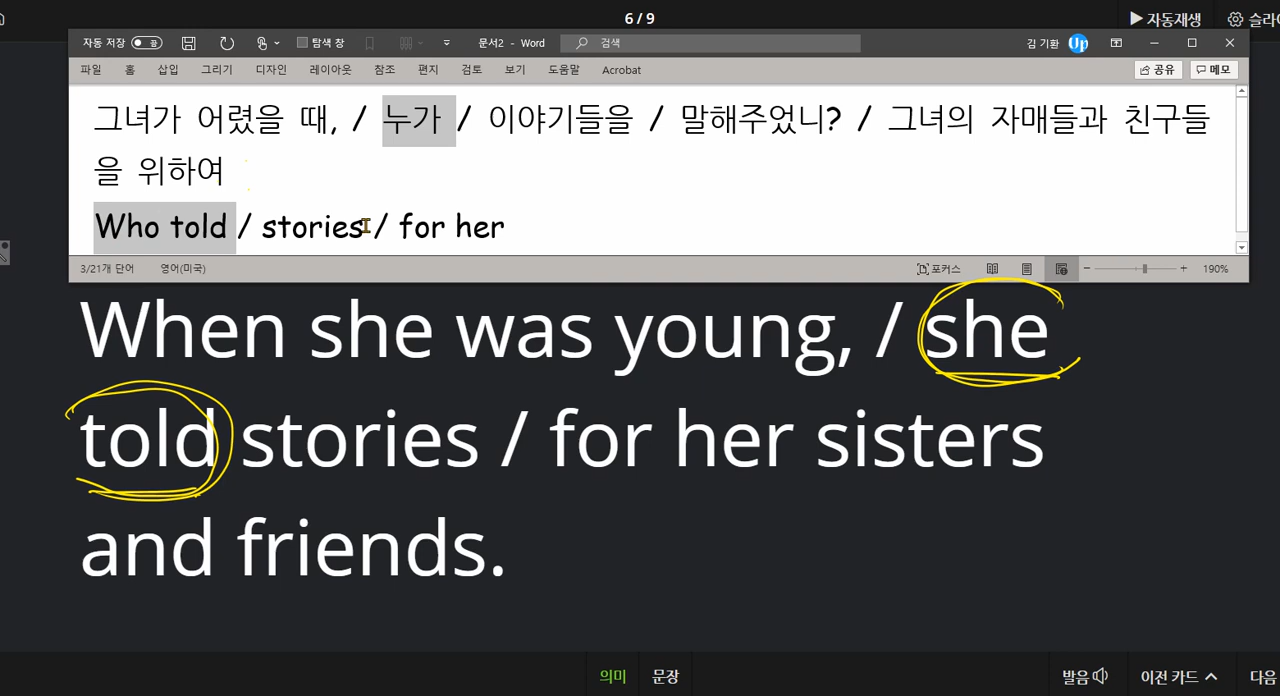 6 / 9
▶ 자동재생
자동 저장 끔 탐색 창 문서2 - Word 검색 김 기환 Up
파일 홈 삽입 그리기 디자인 레이아웃 참조 편지 검토 보기 도움말 Acrobat 공유 메모
그녀가 어렸을 때, / 누가 / 이야기들을 / 말해주었니? / 그녀의 자매들과 친구들
을 위하여
Who told / stories / for her
3/21개 단어 영어(미국) 포커스 190%
When she was young, / she
told stories / for her sisters
and friends.
의미 문장 발음 이전 카드 다음